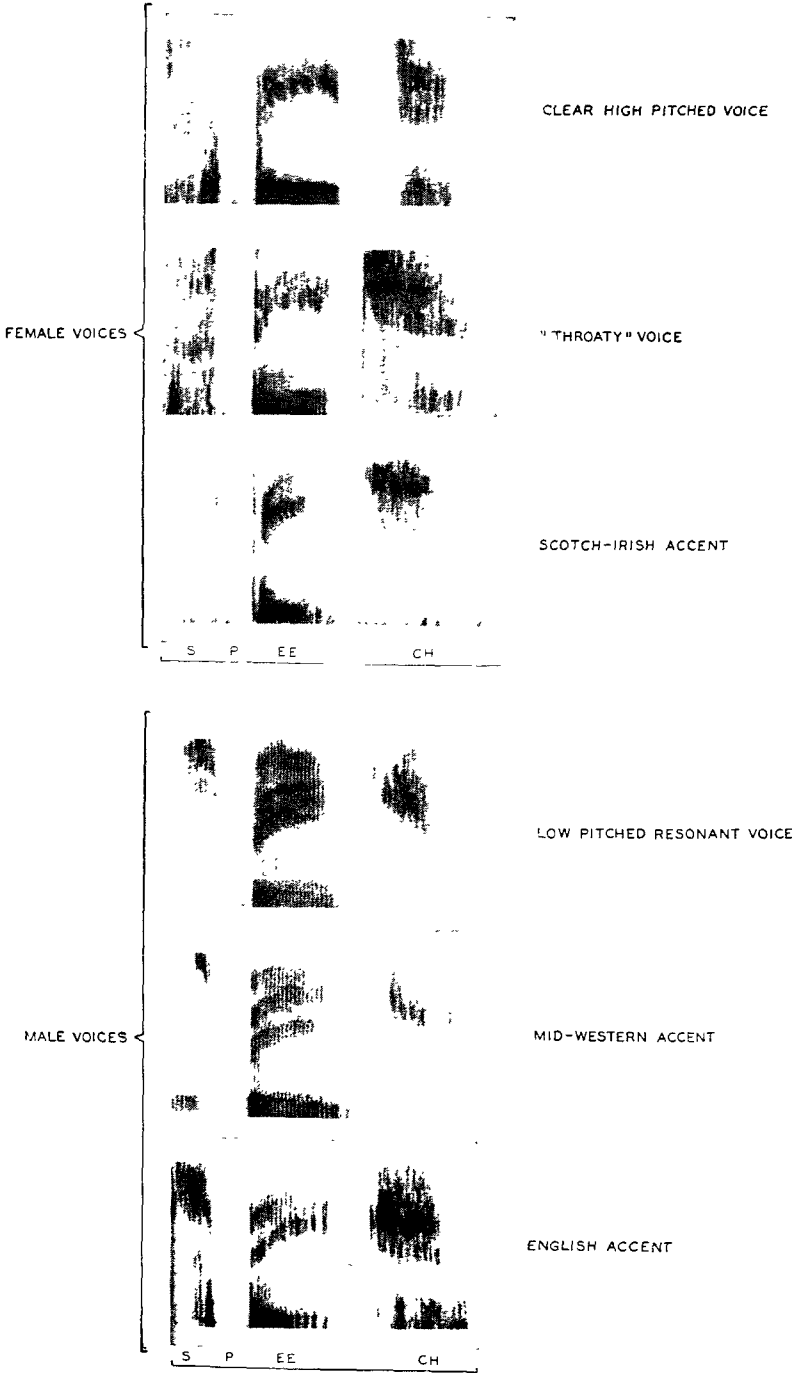 CLEAR HIGH PITCHED VOICE
FEMALE VOICES
"THROATY" VOICE
SCOTCH-IRISH ACCENT
S P EE CH
LOW PITCHED RESONANT VOICE
MALE VOICES
MID-WESTERN ACCENT
ENGLISH ACCENT
S P EE CH